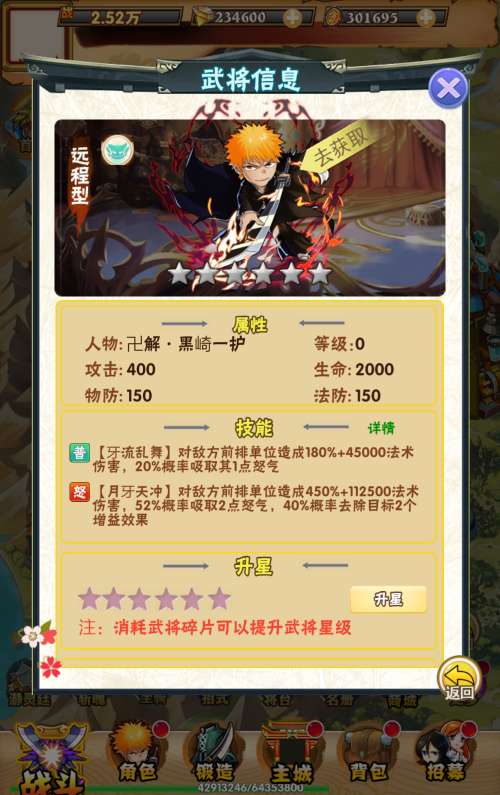 战 2.52万
234600
301695
武将信息
远程型
去获取
属性
人物: 卍解·黑崎一护
等级:0
攻击: 400
生命: 2000
物防: 150
法防: 150
技能
详情
普 【牙流乱舞】对敌方前排单位造成180%+45000法术
伤害, 20%概率吸取其1点怒气
怒 【月牙天冲】对敌方前排单位造成450%+112500法术
伤害, 52%概率吸取2点怒气, 40%概率去除目标2个
增益效果
升星
升星
注: 消耗武将碎片可以提升武将星级
返回
招式
名册
商城
战斗
角色
锻造
主城
背包
招募
42913246/64353800